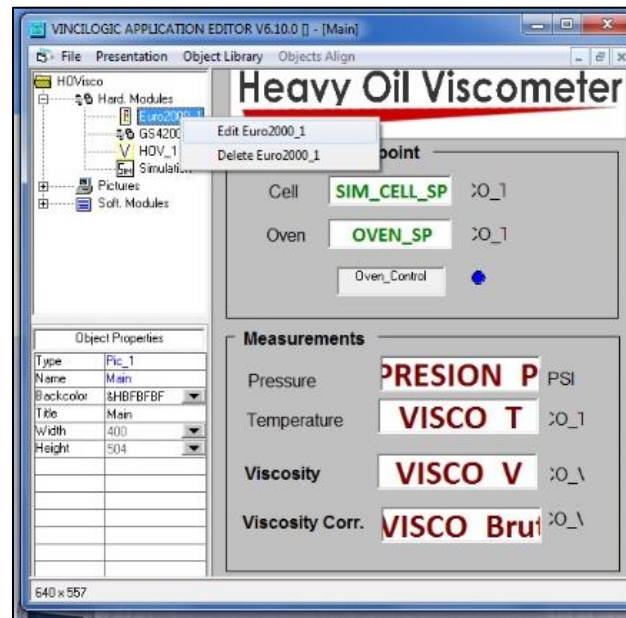 VINCILOGIC APPLICATION EDITOR V6.10.0 [] - [Main]
File Presentation Object Library Objects Align
HOVisco
Hard. Modules
Euro2000_1
GS4200
HOV_1
Simulation
Pictures
Soft. Modules
Edit Euro2000_1
Delete Euro2000_1
Heavy Oil Viscometer
point
Cell SIM_CELL_SP
Oven OVEN_SP
Oven_Control
Object Properties
Type Pic_1
Name Main
Backcolor &HBFBFBF
Title Main
Width 400
Height 504
Measurements
Pressure PRESION P PSI
Temperature VISCO T
Viscosity VISCO V
Viscosity Corr. VISCO Brut
640 x 557